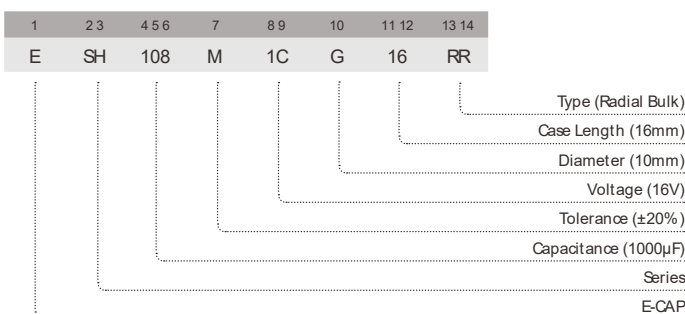 1 2 3 4 5 6 7 8 9 10 11 12 13 14
E SH 108 M 1C G 16 RR
Type (Radial Bulk)
Case Length (16mm)
Diameter (10mm)
Voltage (16V)
Tolerance (±20%)
Capacitance (1000µF)
Series
E-CAP